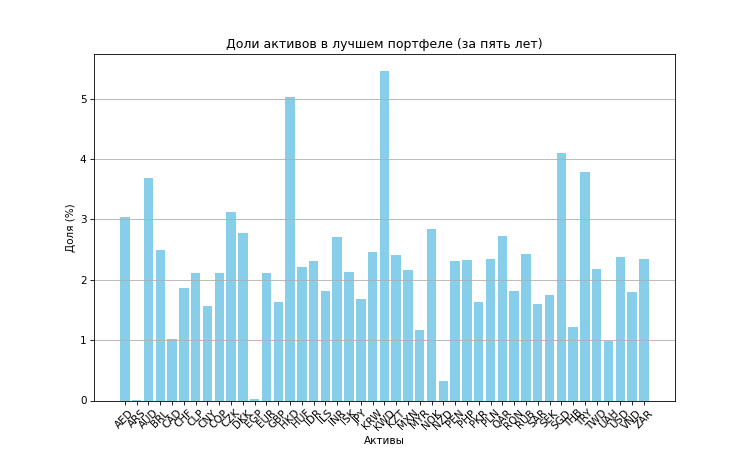 Доли активов в лучшем портфеле (за пять лет)
Доля (%)
5
4
3
2
1
0
AED ARS AUD BRL CAD CHF CLP CNY COP CZK DKK EGP EUR GBP HKD HUF IDR ILS INR ISK JPY KRW KWD KZT MXN MYR NOK NZD PEN PHP PKR PLN QAR RON RUB SAR SEK SGD THB TRY TWD UAH USD VND ZAR
Активы